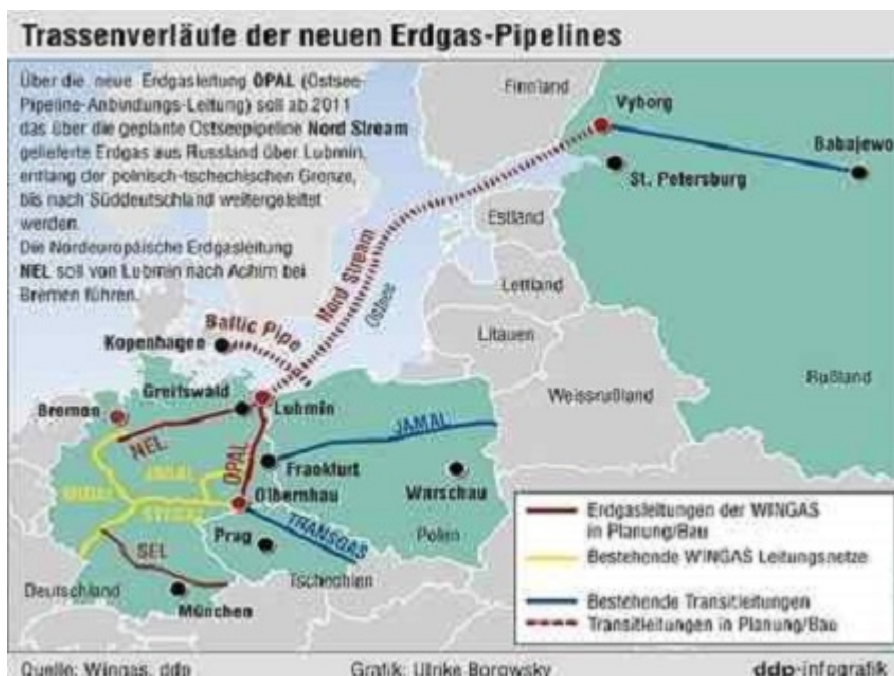 Trassenverläufe der neuen Erdgas-Pipelines
Über die neue Erdgasleitung OPAL (Ostsee-
Pipeline-Anbindungs-Leitung) soll ab 2011
das über die geplante Ostseepipeline Nord Stream
gelieferte Erdgas aus Russland über Lubmin,
entlang der polnisch-tschechischen Grenze,
bis nach Süddeutschland weitergeleitet
werden.
Die Nordeuropäische Erdgasleitung
NEL soll von Lubmin nach Achim bei
Bremen führen.
Finnland
Vyborg
Babajewo
St. Petersburg
Estland
Nord Stream
Ostsee
Lettland
Litauen
Baltic Pipe
Kopenhagen
Rußland
Weissrußland
Greifswald
Lubmin
Bremen
NEL
OPAL
JAMAL
JAGAL
Frankfurt
Warschau
Olbernhau
MIDAL
STEGAL
TRANSGAS
Prag
Polen
SEL
Tschechien
Deutschland
München
Erdgasleitungen der WINGAS
in Planung/Bau
Bestehende WINGAS Leitungsnetze
Bestehende Transitleitungen
Transitleitungen in Planung/Bau
Quelle: Wingas, ddp
Grafik: Ulrike Borowsky
ddp-infografik